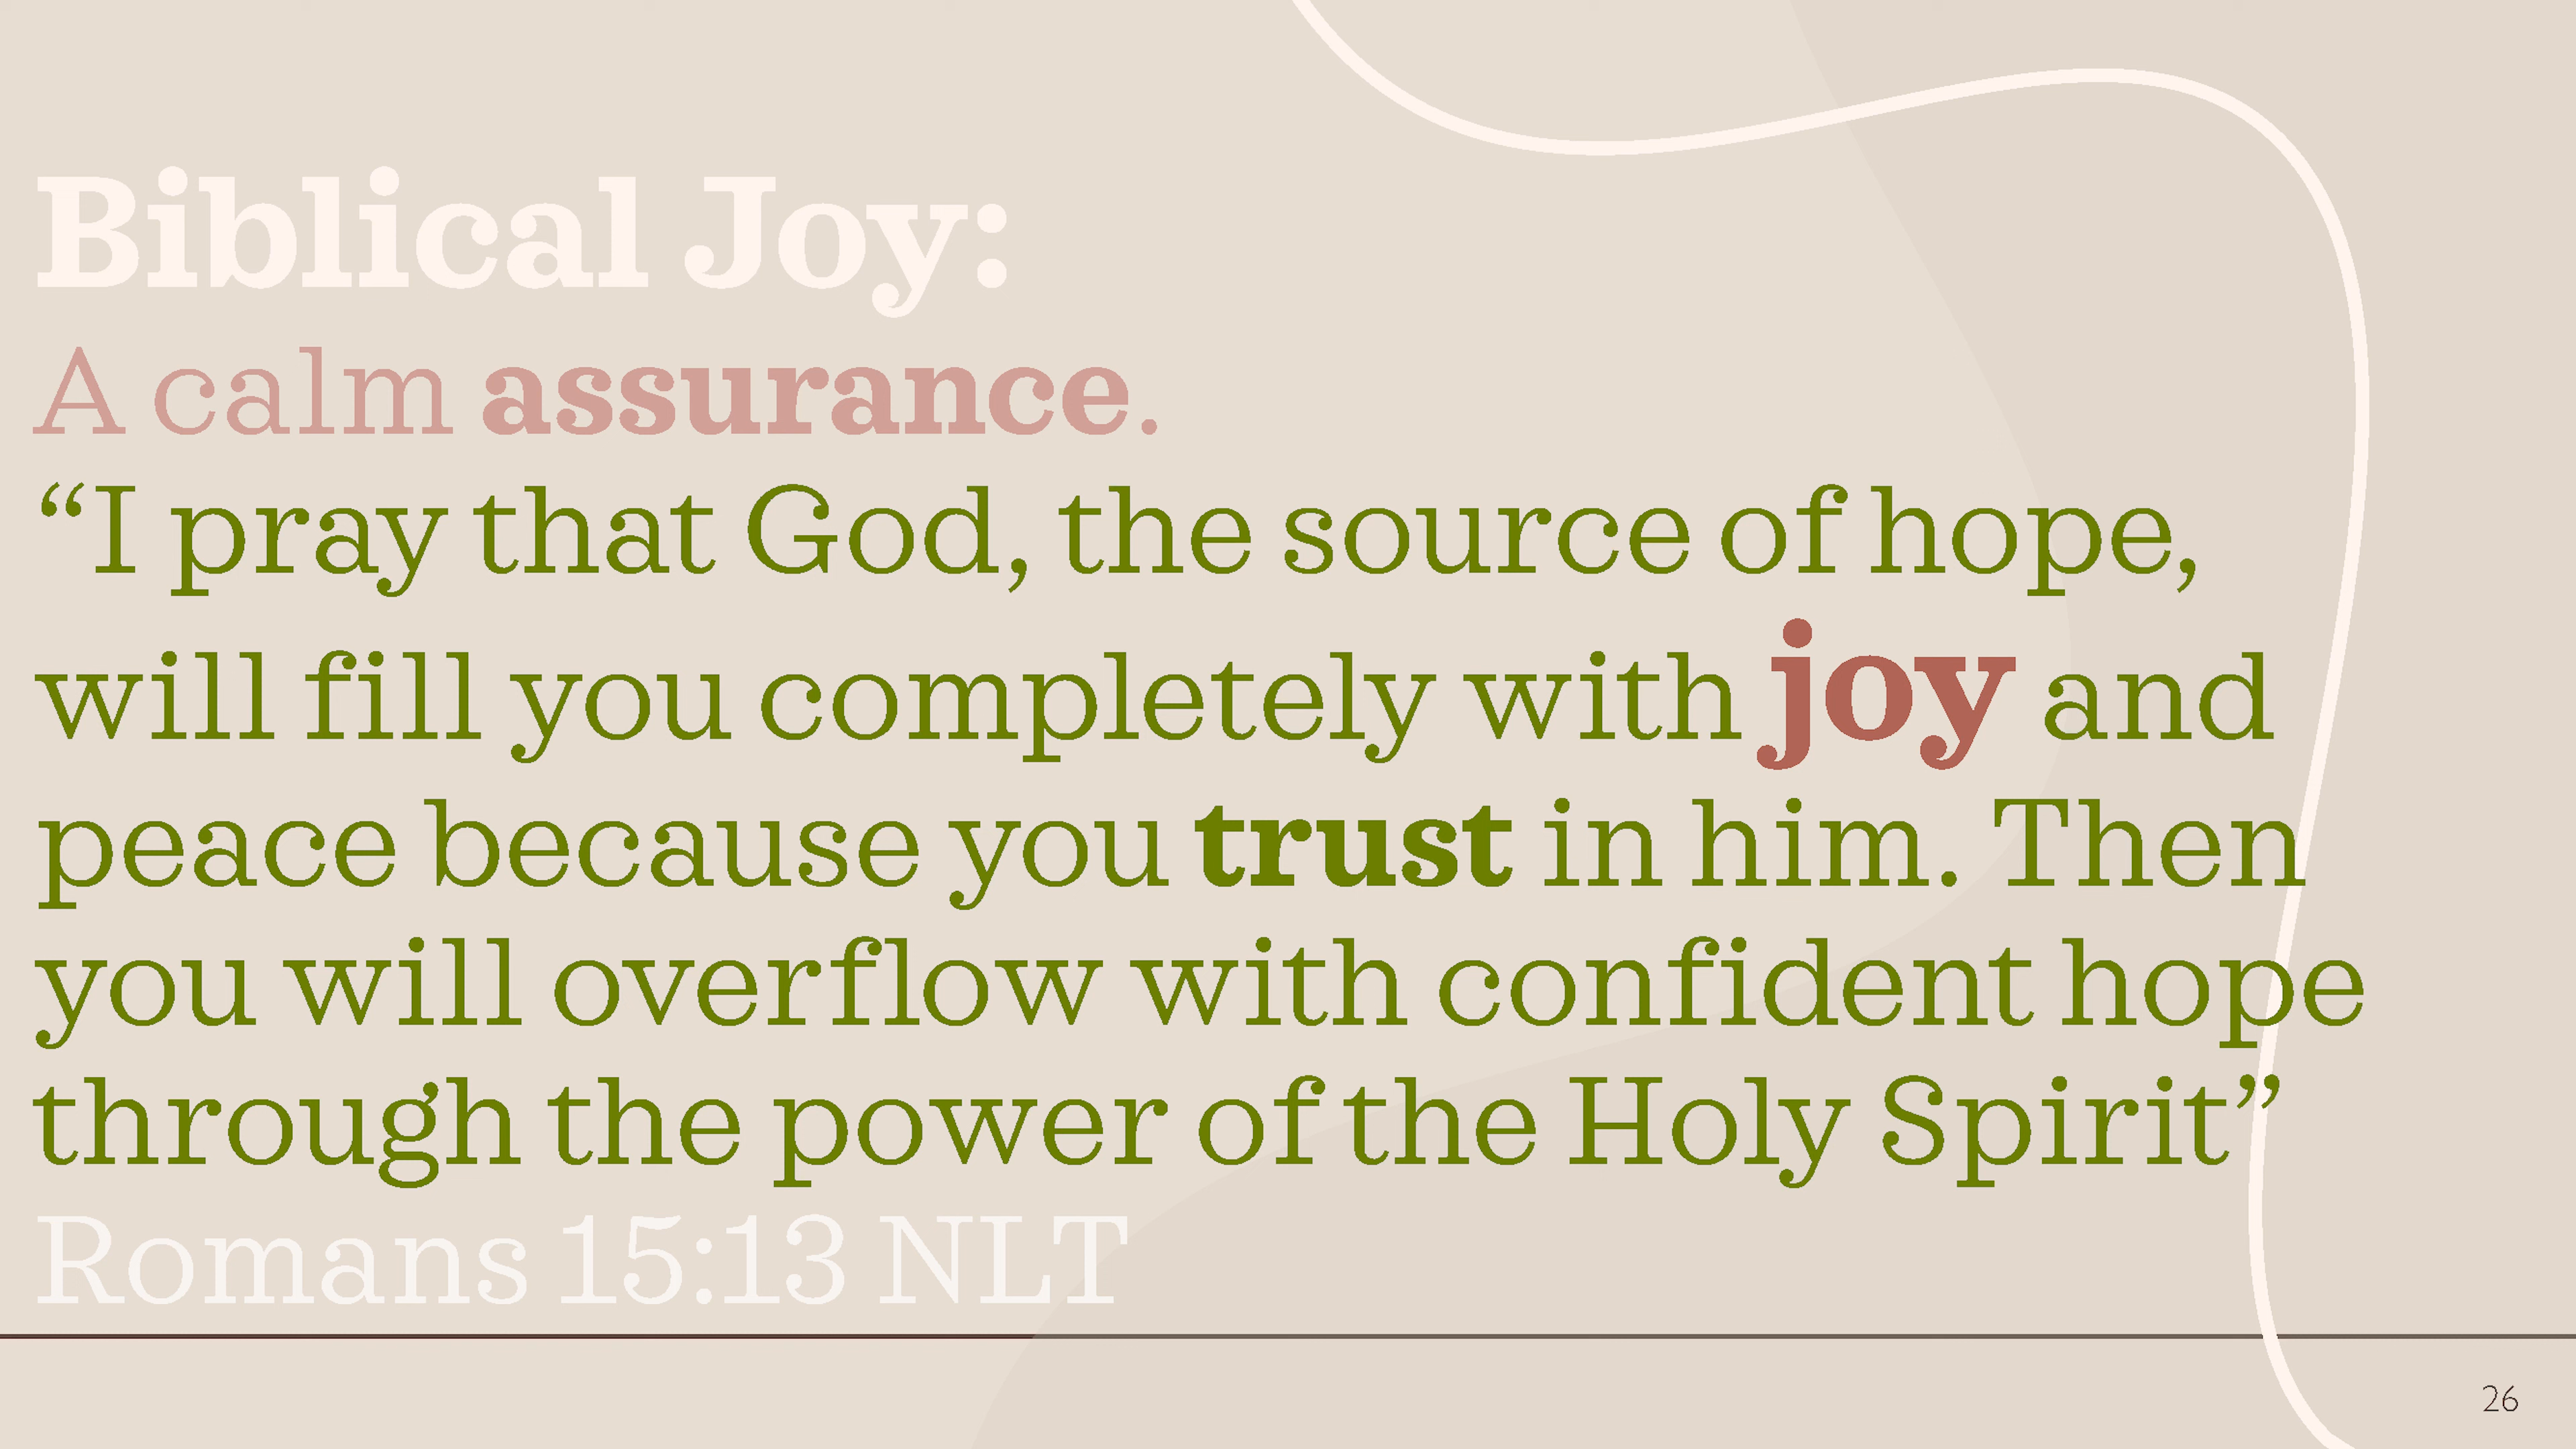 Biblical Joy:
A calm assurance.
“I pray that God, the source of hope,
will fill you completely with joy and
peace because you trust in him. Then
you will overflow with confident hope
through the power of the Holy Spirit”
Romans 15:13 NLT
26